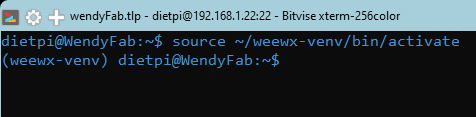 wendyFab.tlp - dietpi@192.168.1.22:22 - Bitvise xterm-256color
dietpi@WendyFab:~$ source ~/weewx-venv/bin/activate
(weewx-venv) dietpi@WendyFab:~$